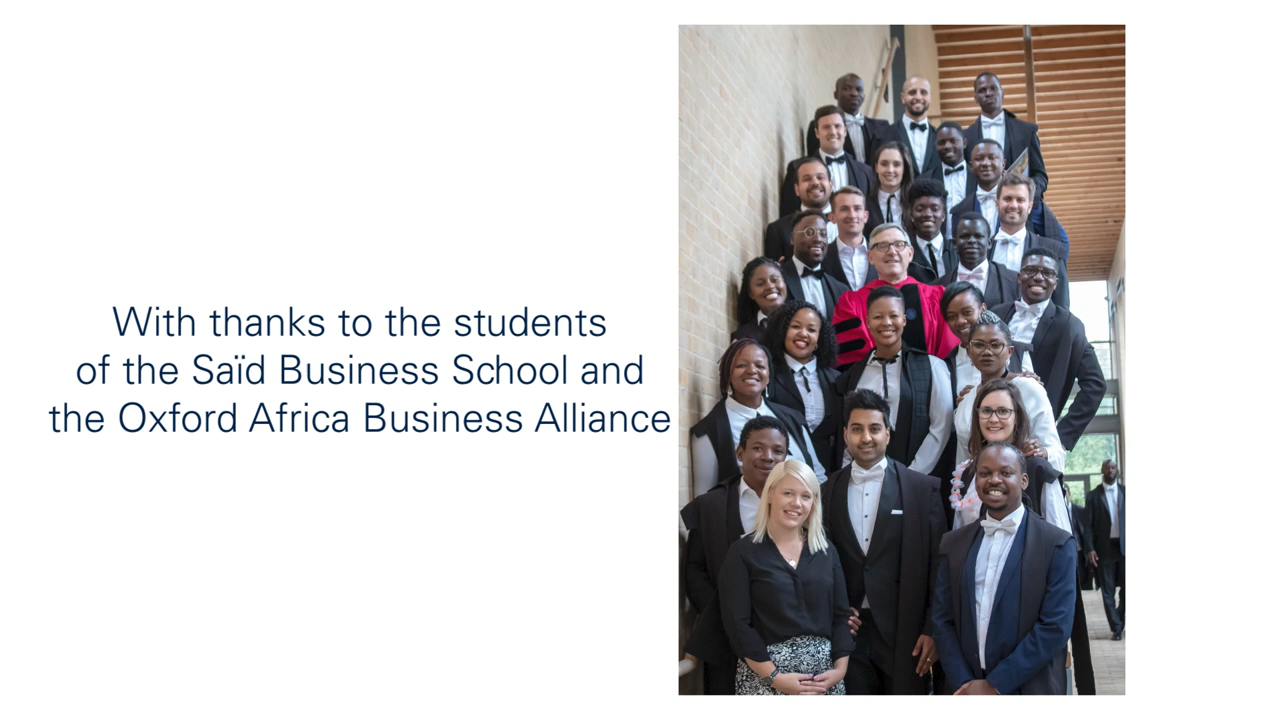 With thanks to the students
of the Saïd Business School and
the Oxford Africa Business Alliance